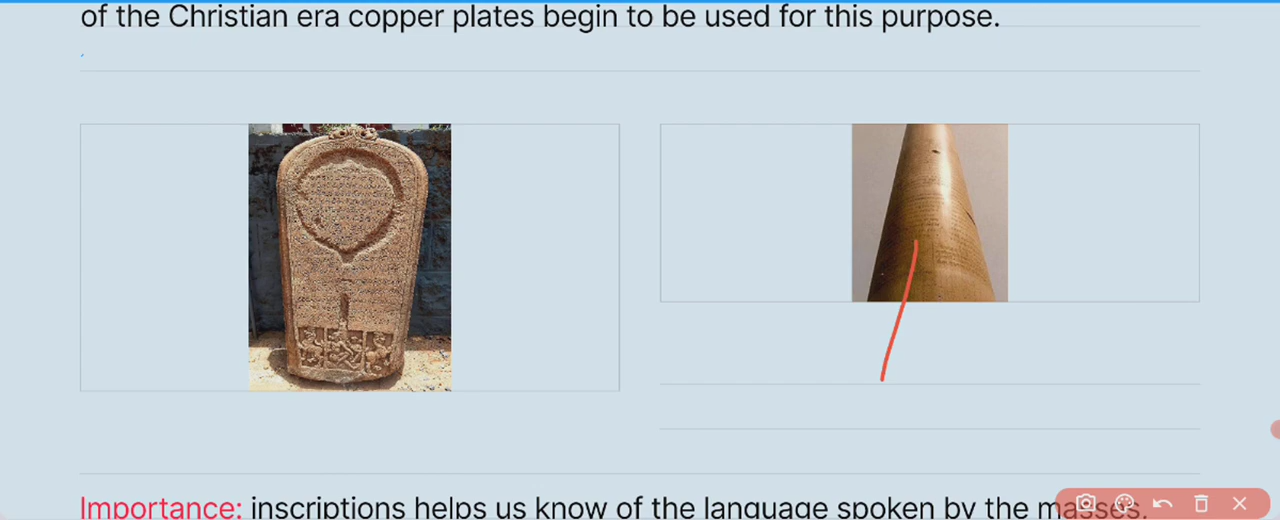 of the Christian era copper plates begin to be used for this purpose.
Importance: inscriptions helps us know of the language spoken by the masses.